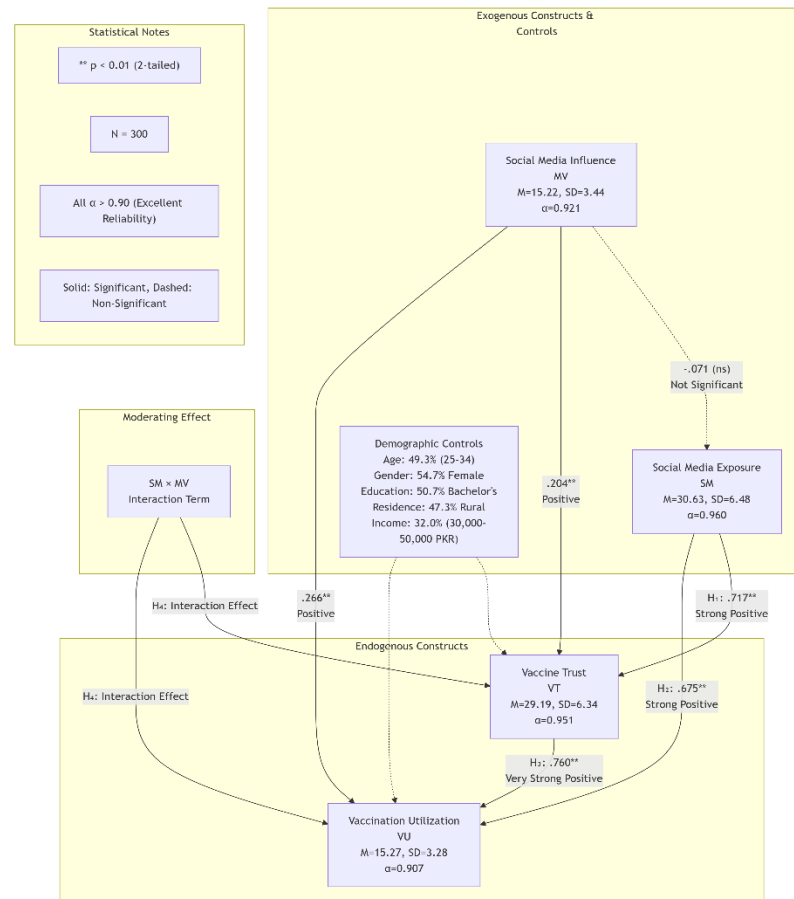 Statistical Notes
** p < 0.01 (2-tailed)
N = 300
All α > 0.90 (Excellent
Reliability)
Solid: Significant, Dashed:
Non-Significant
Exogenous Constructs &
Controls
Social Media Influence
MV
M=15.22, SD=3.44
α=0.921
-.071 (ns)
Not Significant
Moderating Effect
SM × MV
Interaction Term
Demographic Controls
Age: 49.3% (25-34)
Gender: 54.7% Female
Education: 50.7% Bachelor's
Residence: 47.3% Rural
Income: 32.0% (30,000-
50,000 PKR)
.204**
Positive
Social Media Exposure
SM
M=30.63, SD=6.48
α=0.960
.266**
Positive
H₄: Interaction Effect
H₁: .717**
Strong Positive
Endogenous Constructs
H₄: Interaction Effect
Vaccine Trust
VT
M=29.19, SD=6.34
α=0.951
H₂: .675**
Strong Positive
H₃: .760**
Very Strong Positive
Vaccination Utilization
VU
M=15.27, SD=3.28
α=0.907